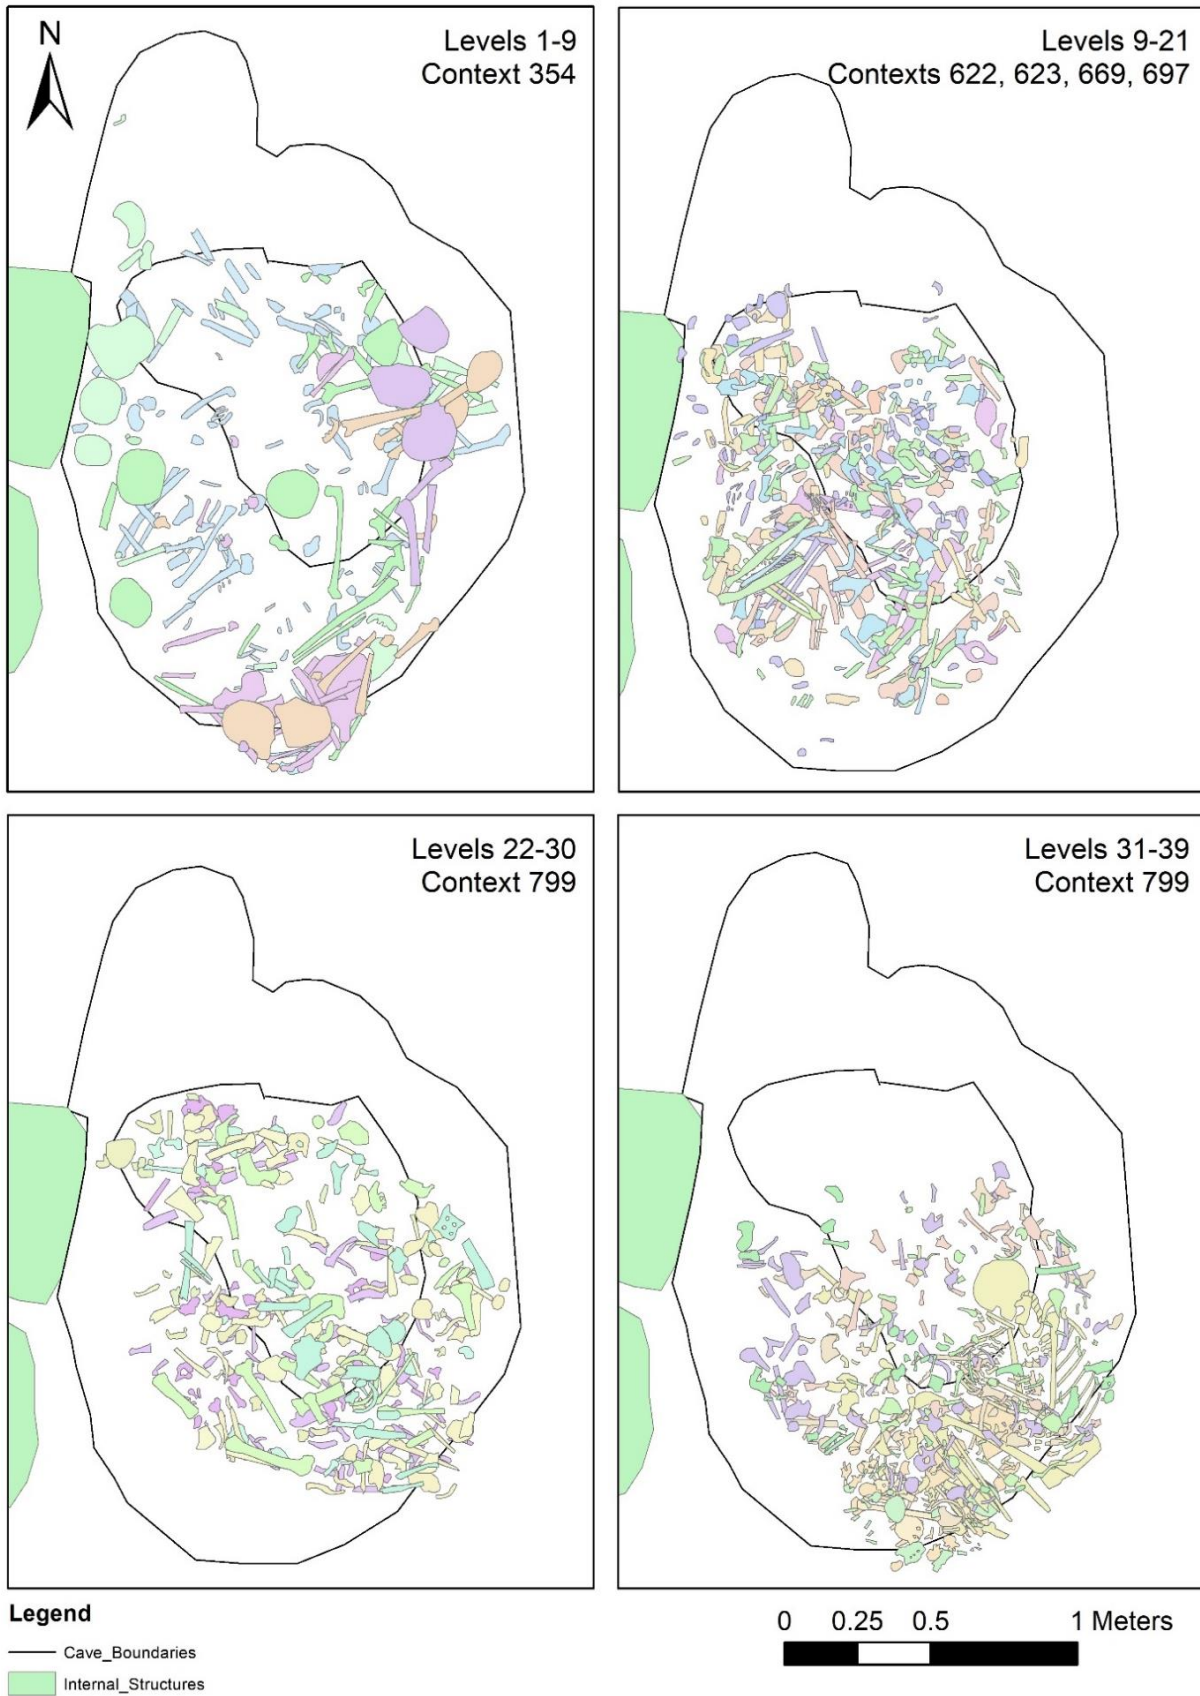 N
Levels 1-9
Context 354
Levels 9-21
Contexts 622, 623, 669, 697
Levels 22-30
Context 799
Levels 31-39
Context 799
Legend
Cave_Boundaries
Internal_Structures
0 0.25 0.5 1 Meters